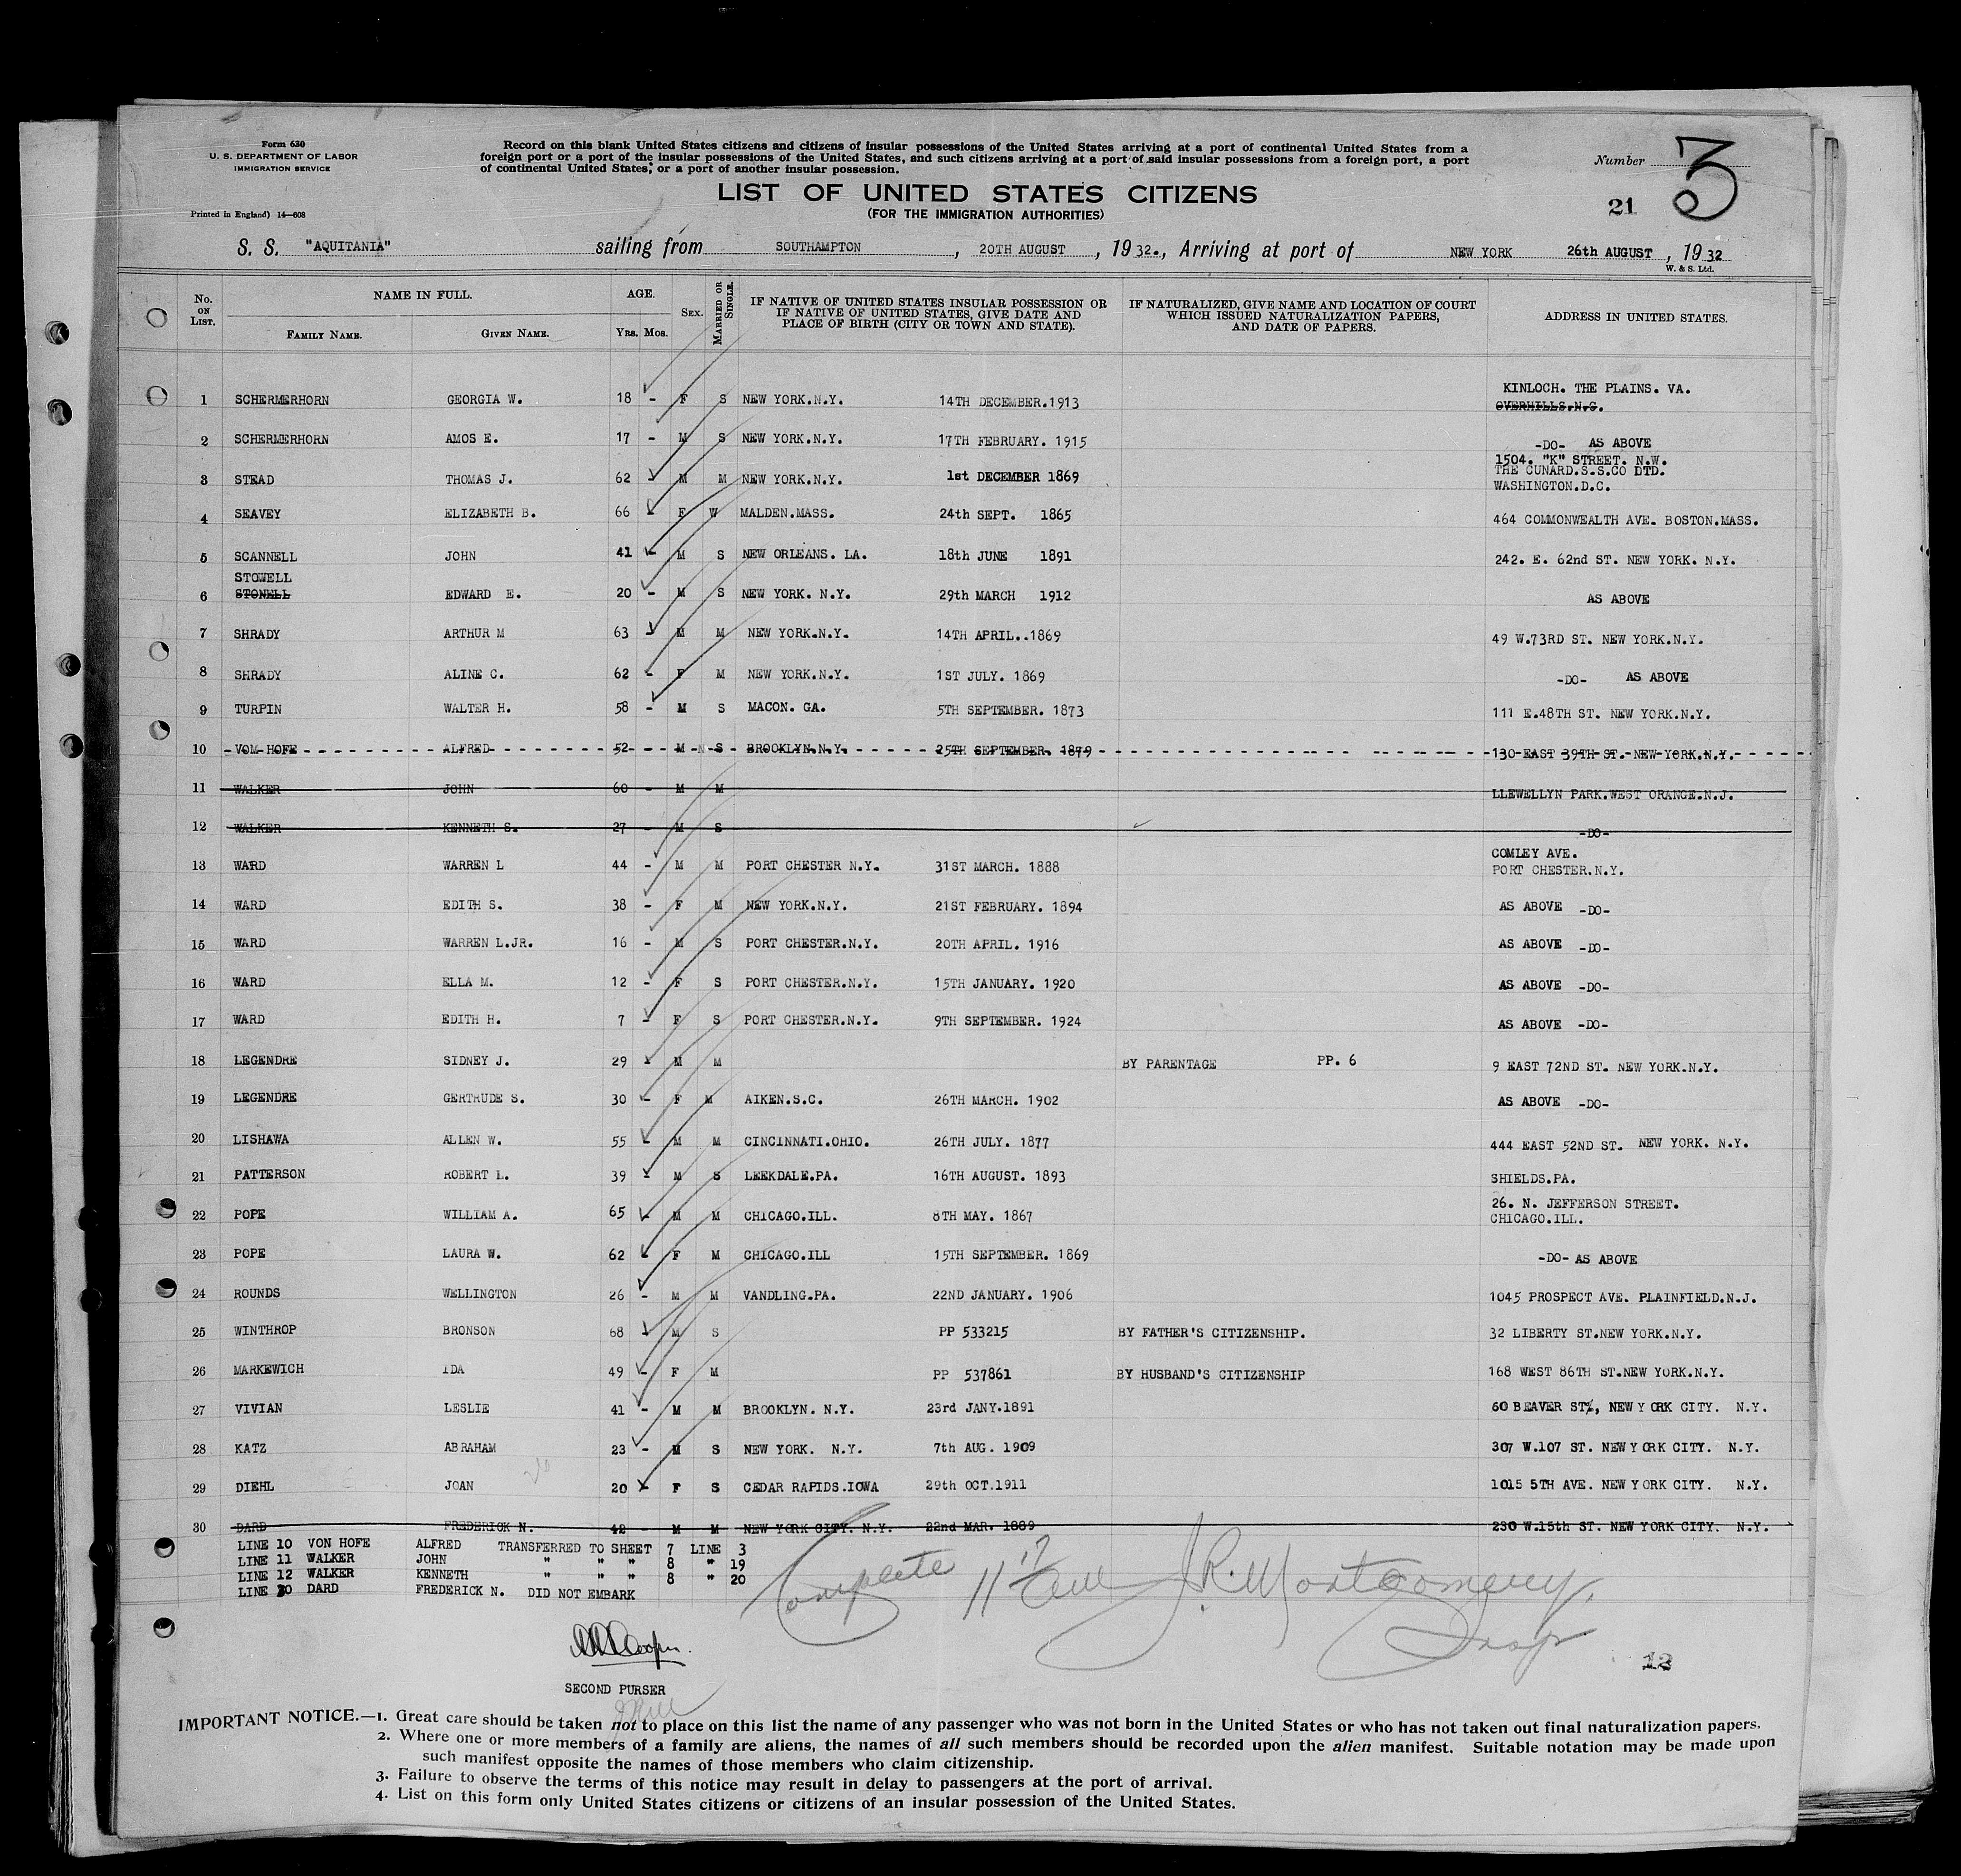 Form 630
U. S. DEPARTMENT OF LABOR
IMMIGRATION SERVICE
Printed in England) 14—608
Record on this blank United States citizens and citizens of insular possessions of the United States arriving at a port of continental United States from a
foreign port or a port of the insular possessions of the United States, and such citizens arriving at a port of said insular possessions from a foreign port, a port
of continental United States, or a port of another insular possession.
Number 3
LIST OF UNITED STATES CITIZENS
(FOR THE IMMIGRATION AUTHORITIES)
21
S. S. "AQUITANIA" sailing from SOUTHAMPTON, 20TH AUGUST, 1932., Arriving at port of NEW YORK 26th AUGUST, 1932
W. & S. Ltd.
No. ON LIST. NAME IN FULL. FAMILY NAME. GIVEN NAME. AGE. Yrs. Mos. SEX. MARRIED OR SINGLE. IF NATIVE OF UNITED STATES INSULAR POSSESSION OR IF NATIVE OF UNITED STATES, GIVE DATE AND PLACE OF BIRTH (CITY OR TOWN AND STATE). IF NATURALIZED, GIVE NAME AND LOCATION OF COURT WHICH ISSUED NATURALIZATION PAPERS, AND DATE OF PAPERS. ADDRESS IN UNITED STATES.
KINLOCH. THE PLAINS. VA.
1 SCHERMERHORN GEORGIA W. 18 - F S NEW YORK.N.Y. 14TH DECEMBER.1913 OVERHILLS.N.C.
2 SCHERMERHORN AMOS E. 17 - M S NEW YORK.N.Y. 17TH FEBRUARY. 1915 -DO- AS ABOVE
1504. "K" STREET. N.W.
3 STEAD THOMAS J. 62 M M NEW YORK.N.Y. 1st DECEMBER 1869 THE CUNARD.S.S.CO DTD.
WASHINGTON.D.C.
4 SEAVEY ELIZABETH B. 66 - F W MALDEN.MASS. 24th SEPT. 1865 464 COMMONWEALTH AVE. BOSTON.MASS.
5 SCANNELL JOHN 41 - M S NEW ORLEANS. LA. 18th JUNE 1891 242. E. 62nd ST. NEW YORK. N.Y.
STOWELL
6 STONELL EDWARD E. 20 - M S NEW YORK. N.Y. 29th MARCH 1912 AS ABOVE
7 SHRADY ARTHUR M 63 - M M NEW YORK.N.Y. 14TH APRIL..1869 49 W.73RD ST. NEW YORK.N.Y.
8 SHRADY ALINE C. 62 - F M NEW YORK.N.Y. 1ST JULY. 1869 -DO- AS ABOVE
9 TURPIN WALTER H. 58 - M S MACON. GA. 5TH SEPTEMBER. 1873 111 E.48TH ST. NEW YORK.N.Y.
10 VOM HOFE ALFRED 52 - M S BROOKLYN.N.Y. 25TH SEPTEMBER. 1879 130 EAST 39TH ST. NEW YORK.N.Y.
11 WALKER JOHN 60 - M M LLEWELLYN PARK.WEST ORANGE.N.J.
12 WALKER KENNETH S. 27 - M S -DO-
COMLEY AVE.
13 WARD WARREN L 44 - M M PORT CHESTER N.Y. 31ST MARCH. 1888 PORT CHESTER.N.Y.
14 WARD EDITH S. 38 - F M NEW YORK.N.Y. 21ST FEBRUARY. 1894 AS ABOVE -DO-
15 WARD WARREN L.JR. 16 - M S PORT CHESTER.N.Y. 20TH APRIL. 1916 AS ABOVE -DO-
16 WARD ELLA M. 12 - F S PORT CHESTER.N.Y. 15TH JANUARY. 1920 AS ABOVE -DO-
17 WARD EDITH H. 7 - F S PORT CHESTER.N.Y. 9TH SEPTEMBER. 1924 AS ABOVE -DO-
18 LEGENDRE SIDNEY J. 29 - M M BY PARENTAGE PP. 6 9 EAST 72ND ST. NEW YORK.N.Y.
19 LEGENDRE GERTRUDE S. 30 - F M AIKEN.S.C. 26TH MARCH. 1902 AS ABOVE -DO-
20 LISHAWA ALLEN W. 55 - M M CINCINNATI.OHIO. 26TH JULY. 1877 444 EAST 52ND ST. NEW YORK. N.Y.
21 PATTERSON ROBERT L. 39 - M S LEEKDALE.PA. 16TH AUGUST. 1893 SHIELDS.PA.
26. N. JEFFERSON STREET.
22 POPE WILLIAM A. 65 - M M CHICAGO.ILL. 8TH MAY. 1867 CHICAGO.ILL.
23 POPE LAURA W. 62 - F M CHICAGO.ILL 15TH SEPTEMBER. 1869 -DO- AS ABOVE
24 ROUNDS WELLINGTON 26 - M M VANDLING.PA. 22ND JANUARY. 1906 1045 PROSPECT AVE. PLAINFIELD.N.J.
25 WINTHROP BRONSON 68 - M S PP 533215 BY FATHER'S CITIZENSHIP. 32 LIBERTY ST.NEW YORK.N.Y.
26 MARKEWICH IDA 49 - F M PP 537861 BY HUSBAND'S CITIZENSHIP 168 WEST 86TH ST.NEW YORK.N.Y.
27 VIVIAN LESLIE 41 - M M BROOKLYN. N.Y. 23rd JANY.1891 60 BEAVER ST., NEW YORK CITY. N.Y.
28 KATZ ABRAHAM 23 - M S NEW YORK. N.Y. 7th AUG. 1909 307 W.107 ST. NEW YORK CITY. N.Y.
29 DIEHL JOAN 20 - F S CEDAR RAPIDS.IOWA 29th OCT.1911 1015 5TH AVE. NEW YORK CITY. N.Y.
30 DARD FREDERICK N. 42 - M M NEW YORK CITY. N.Y. 22nd MAR. 1889 230 W.15th ST. NEW YORK CITY. N.Y.
LINE 10 VON HOFE ALFRED TRANSFERRED TO SHEET 7 LINE 3
LINE 11 WALKER JOHN " " " 8 " 19
LINE 12 WALKER KENNETH " " " 8 " 20
LINE 30 DARD FREDERICK N. DID NOT EMBARK
Complete J.R. Montgomery.
Insp
Cooper.
SECOND PURSER
12
IMPORTANT NOTICE.—1. Great care should be taken not to place on this list the name of any passenger who was not born in the United States or who has not taken out final naturalization papers.
2. Where one or more members of a family are aliens, the names of all such members should be recorded upon the alien manifest. Suitable notation may be made upon
such manifest opposite the names of those members who claim citizenship.
3. Failure to observe the terms of this notice may result in delay to passengers at the port of arrival.
4. List on this form only United States citizens or citizens of an insular possession of the United States.